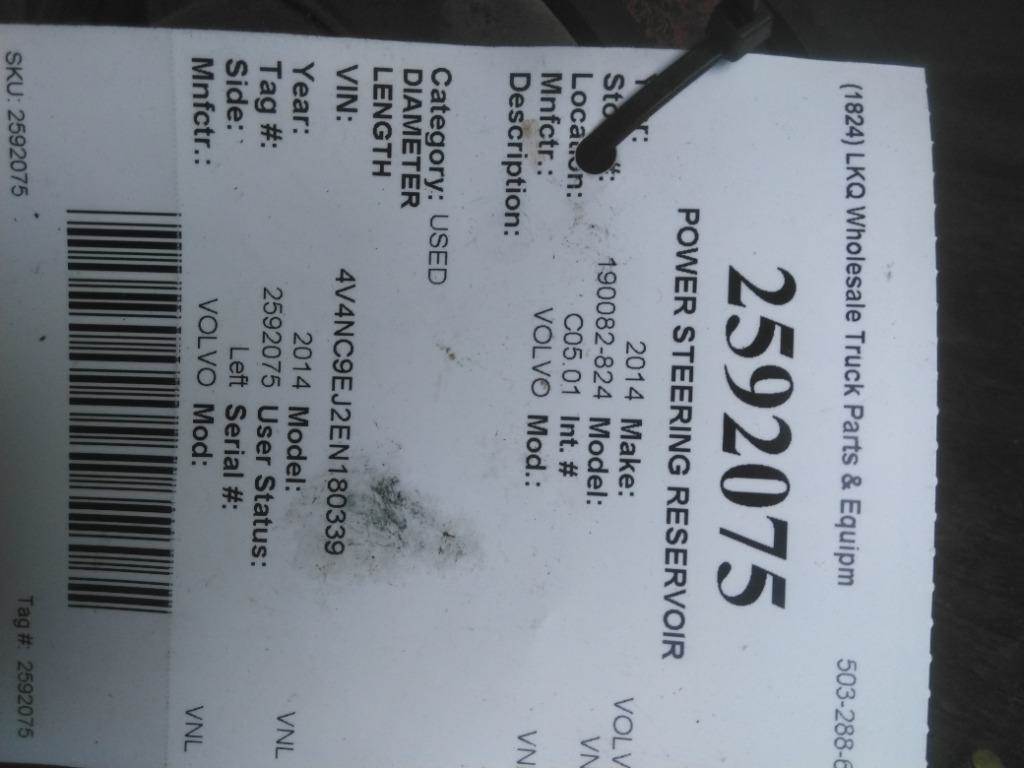 (1824) LKQ Wholesale Truck Parts & Equipm 503-288-
2592075
POWER STEERING RESERVOIR
2014 Make: VOLV
190082-824 Model: VN
Location: C05.01 Int. #
Mnfctr.: VOLVO Mod.: VN
Description:
Category: USED
DIAMETER
LENGTH
VIN: 4V4NC9EJ2EN180339
Year: 2014 Model: VNL
Tag #: 2592075 User Status:
Side: Left Serial #:
Mnfctr.: VOLVO Mod: VNL
SKU: 2592075 Tag #: 2592075